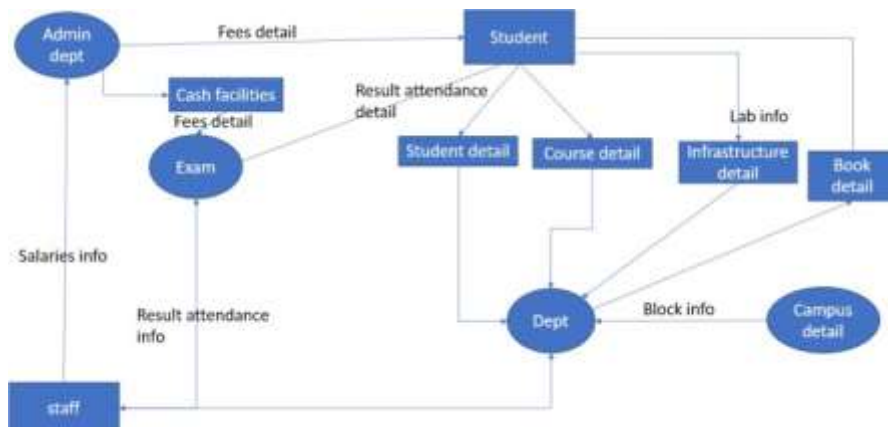 Admin
dept
Fees detail
Student
Cash facilities
Result attendance
detail
Lab info
Fees detail
Student detail
Course detail
Infrastructure
detail
Book
detail
Exam
Salaries info
Result attendance
info
Dept
Block info
Campus
detail
staff